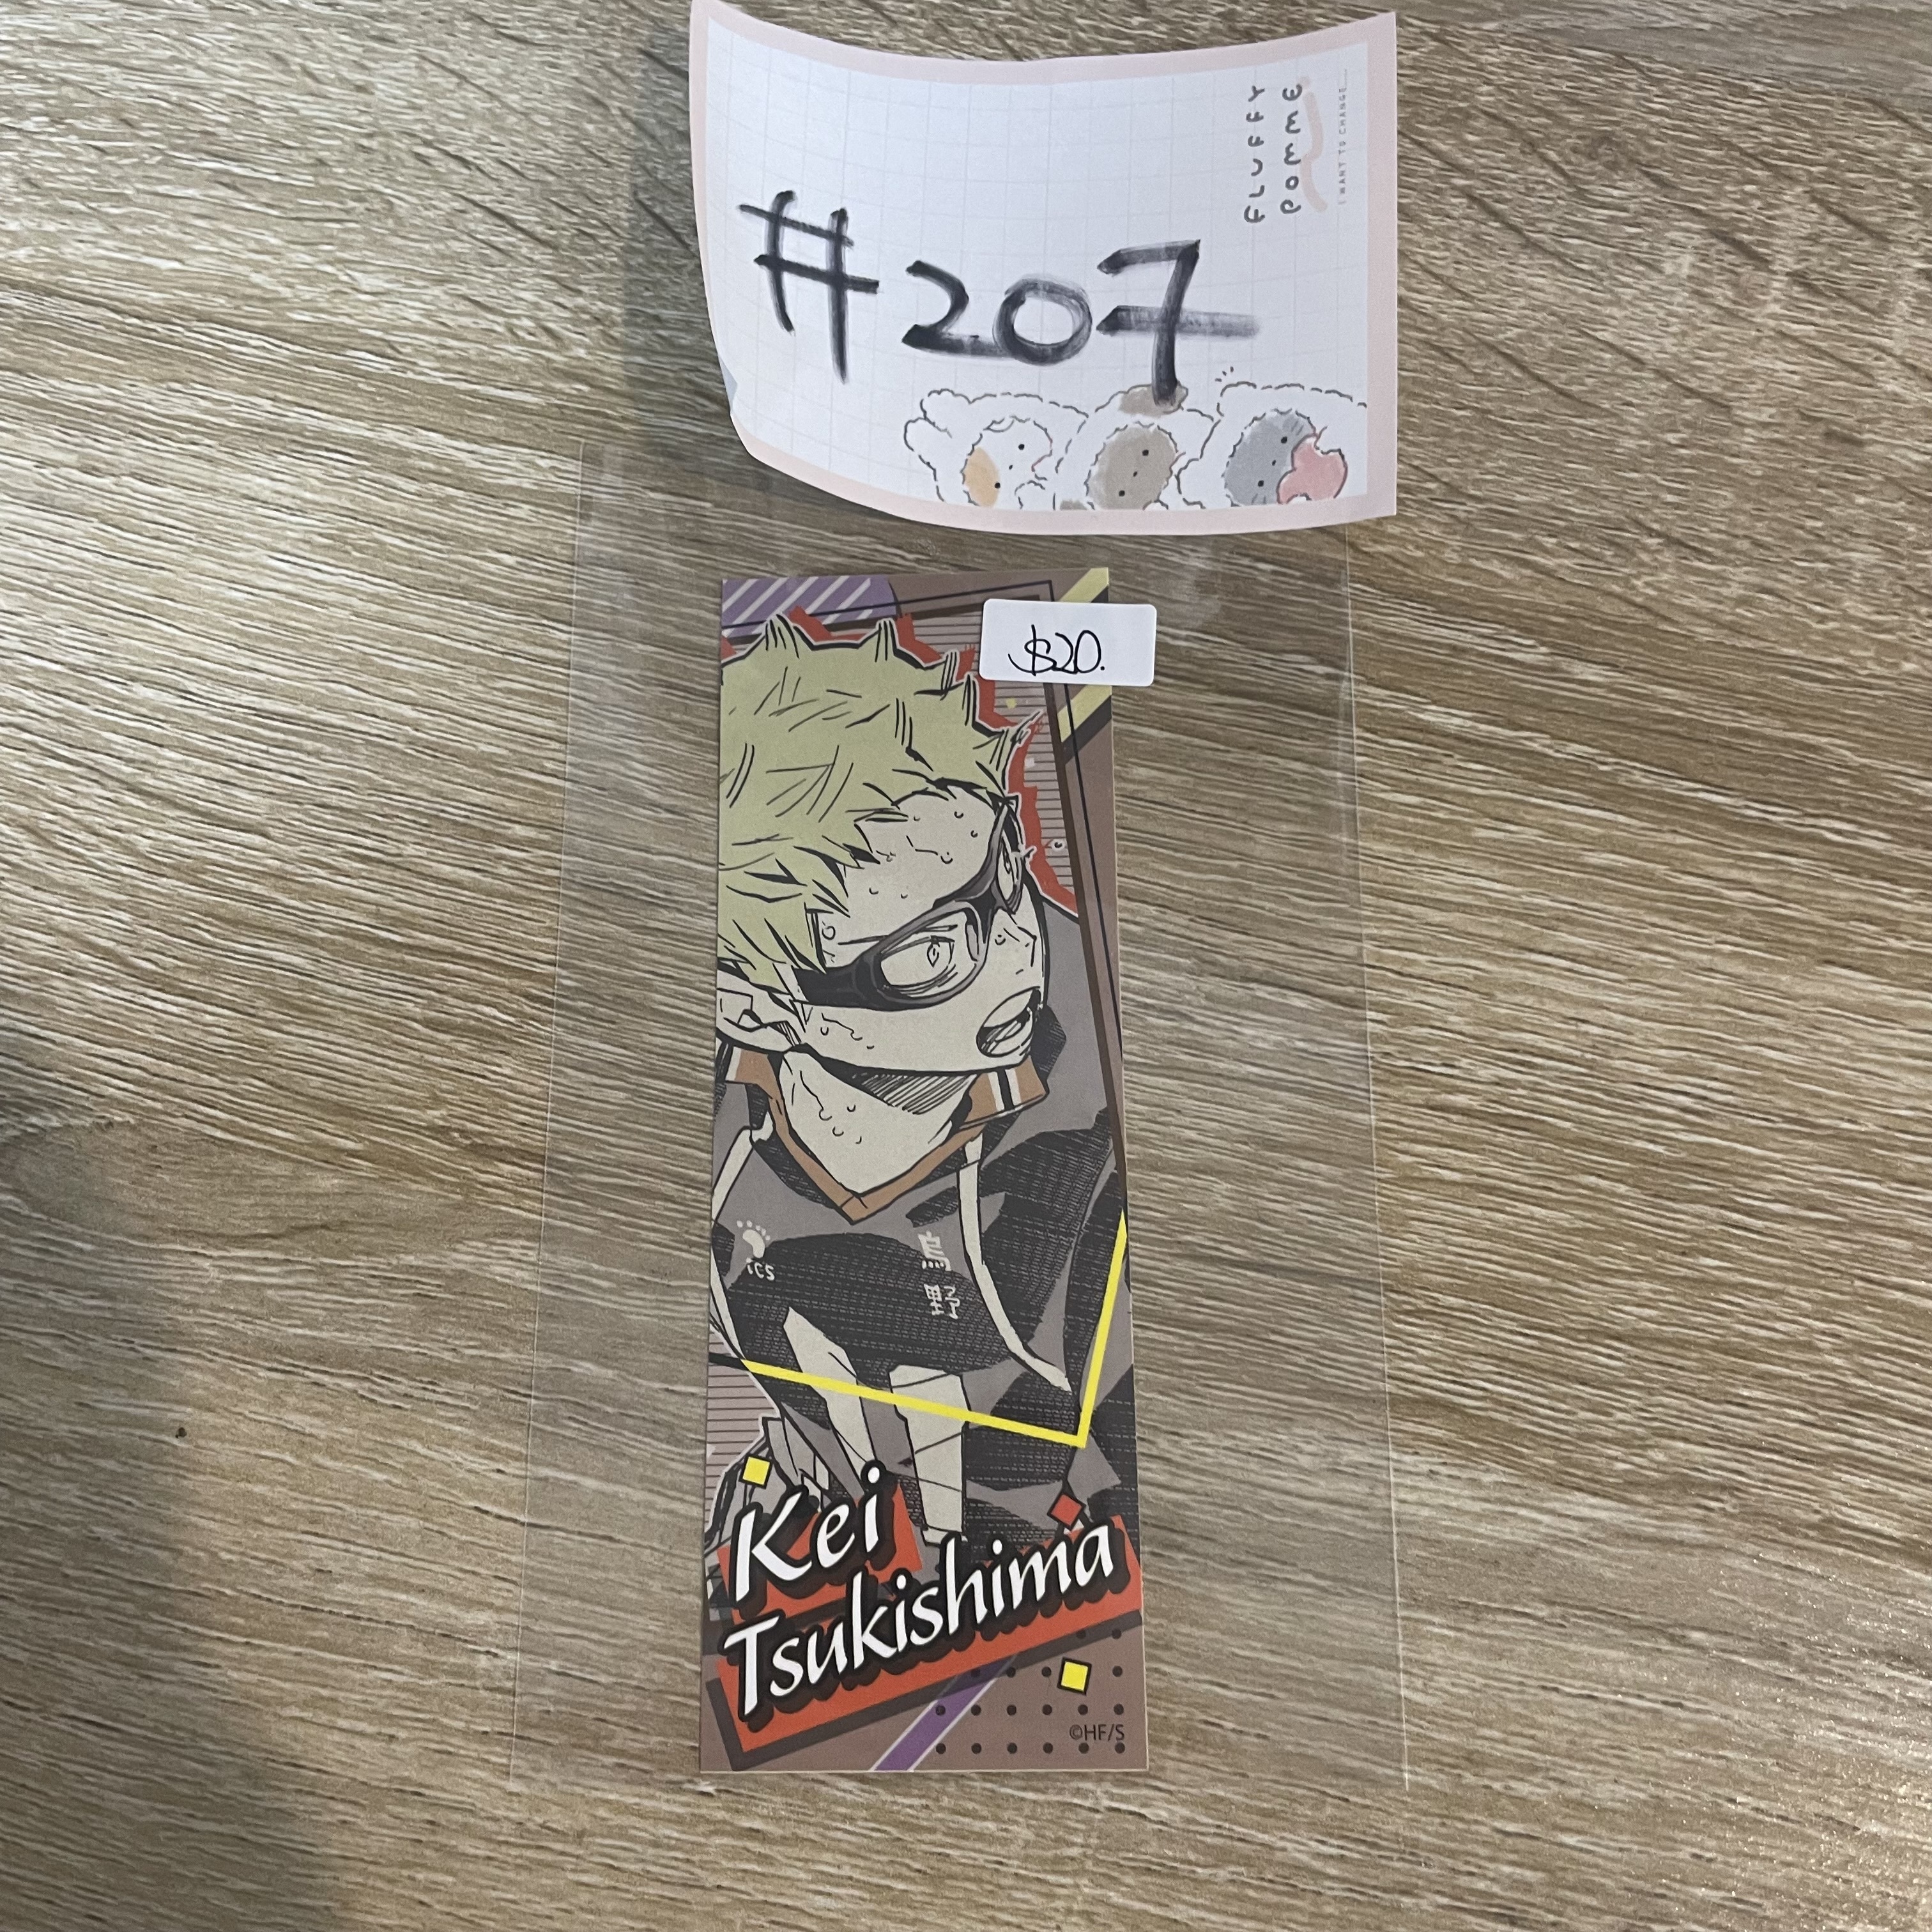 FLUFFY
POMME
I WANT TO CHANGE...
#207
$20.
ics
烏
野
Kei
Tsukishima
©HF/S